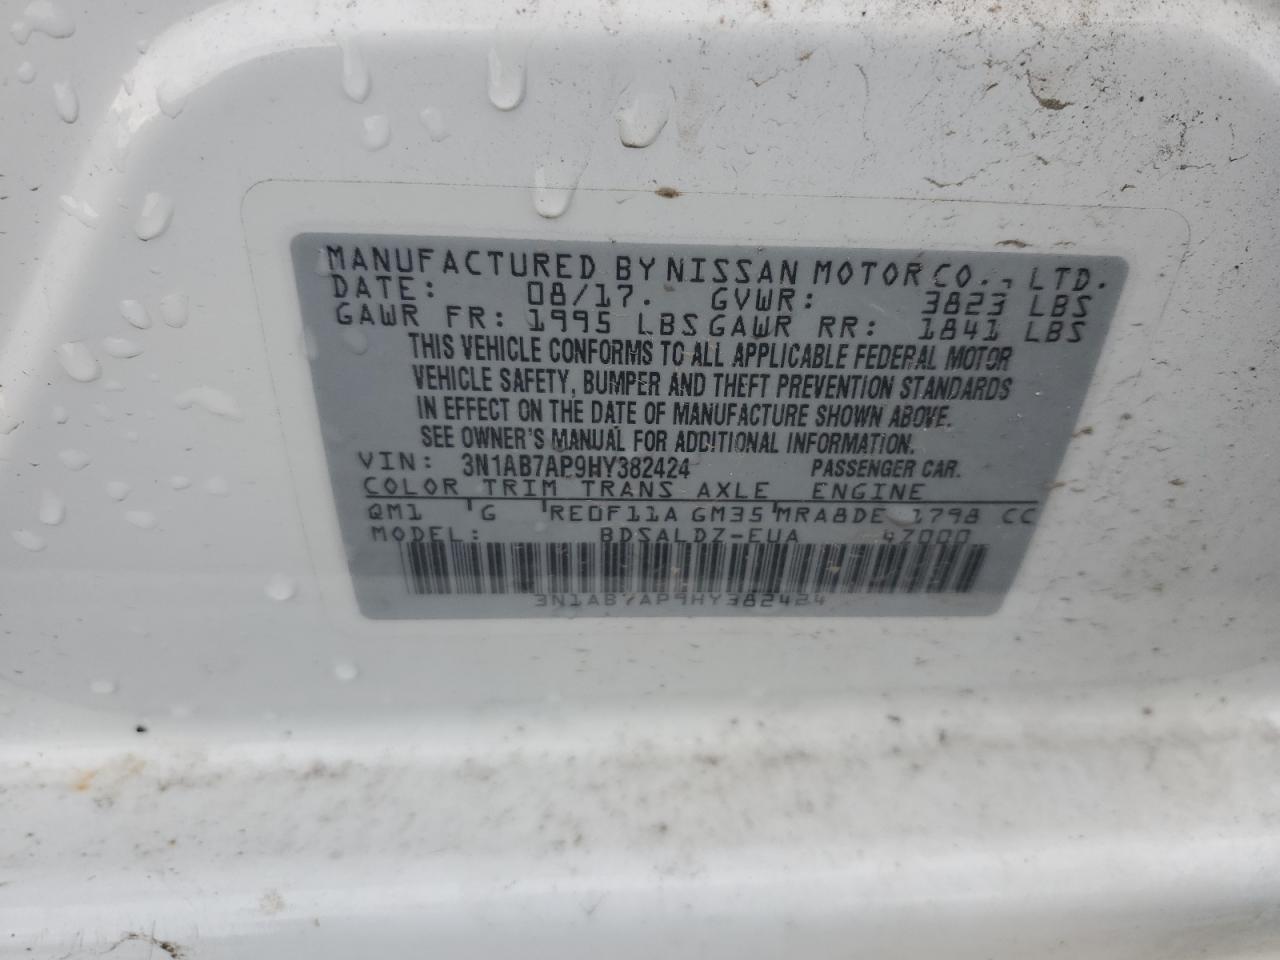 MANUFACTURED BY NISSAN MOTOR CO., LTD.
DATE: 08/17. GVWR: 3823 LBS
GAWR FR: 1995 LBS GAWR RR: 1841 LBS
THIS VEHICLE CONFORMS TO ALL APPLICABLE FEDERAL MOTOR
VEHICLE SAFETY, BUMPER AND THEFT PREVENTION STANDARDS
IN EFFECT ON THE DATE OF MANUFACTURE SHOWN ABOVE.
SEE OWNER'S MANUAL FOR ADDITIONAL INFORMATION.
VIN: 3N1AB7AP9HY382424 PASSENGER CAR.
COLOR TRIM TRANS AXLE ENGINE
QM1 G RE0F11A GM35 MRA8DE 1798 CC
MODEL: BDSALDZ-EUA 47000
3N1AB7AP9HY382424